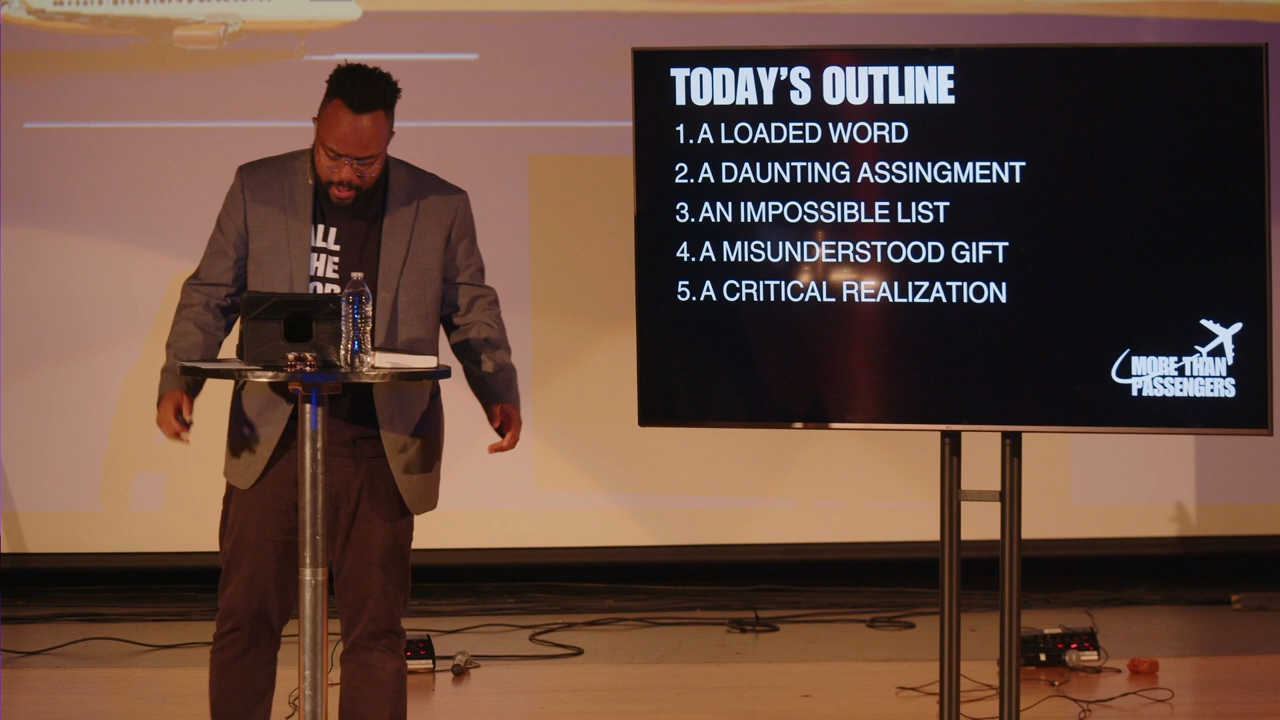 TODAY'S OUTLINE
1. A LOADED WORD
2. A DAUNTING ASSINGMENT
3. AN IMPOSSIBLE LIST
4. A MISUNDERSTOOD GIFT
5. A CRITICAL REALIZATION
MORE THAN
PASSENGERS